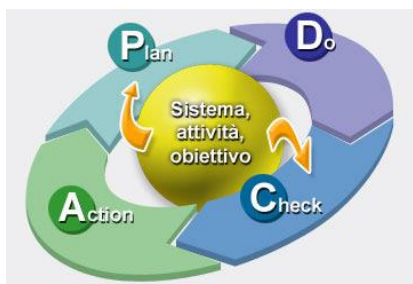 Plan
Do
Sistema,
attività,
obiettivo
Check
Action